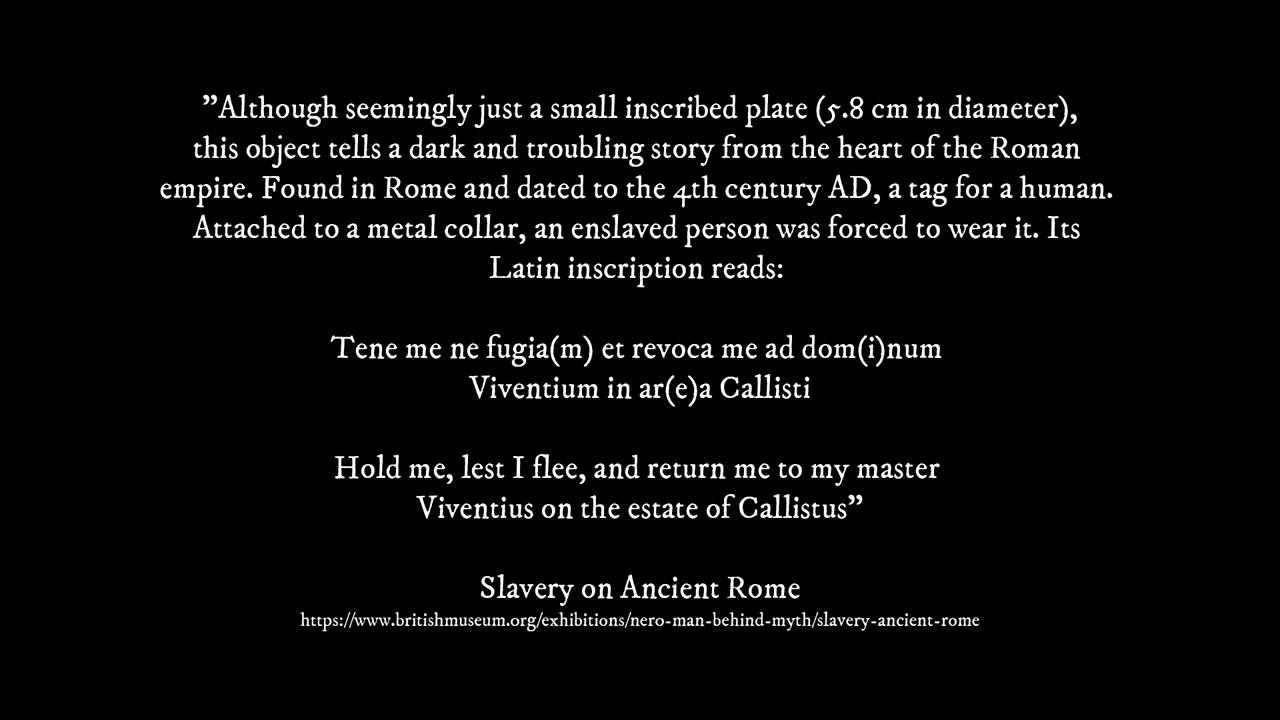 ”Although seemingly just a small inscribed plate (5.8 cm in diameter),
this object tells a dark and troubling story from the heart of the Roman
empire. Found in Rome and dated to the 4th century AD, a tag for a human.
Attached to a metal collar, an enslaved person was forced to wear it. Its
Latin inscription reads:
Tene me ne fugia(m) et revoca me ad dom(i)num
Viventium in ar(e)a Callisti
Hold me, lest I flee, and return me to my master
Viventius on the estate of Callistus”
Slavery on Ancient Rome
https://www.britishmuseum.org/exhibitions/nero-man-behind-myth/slavery-ancient-rome